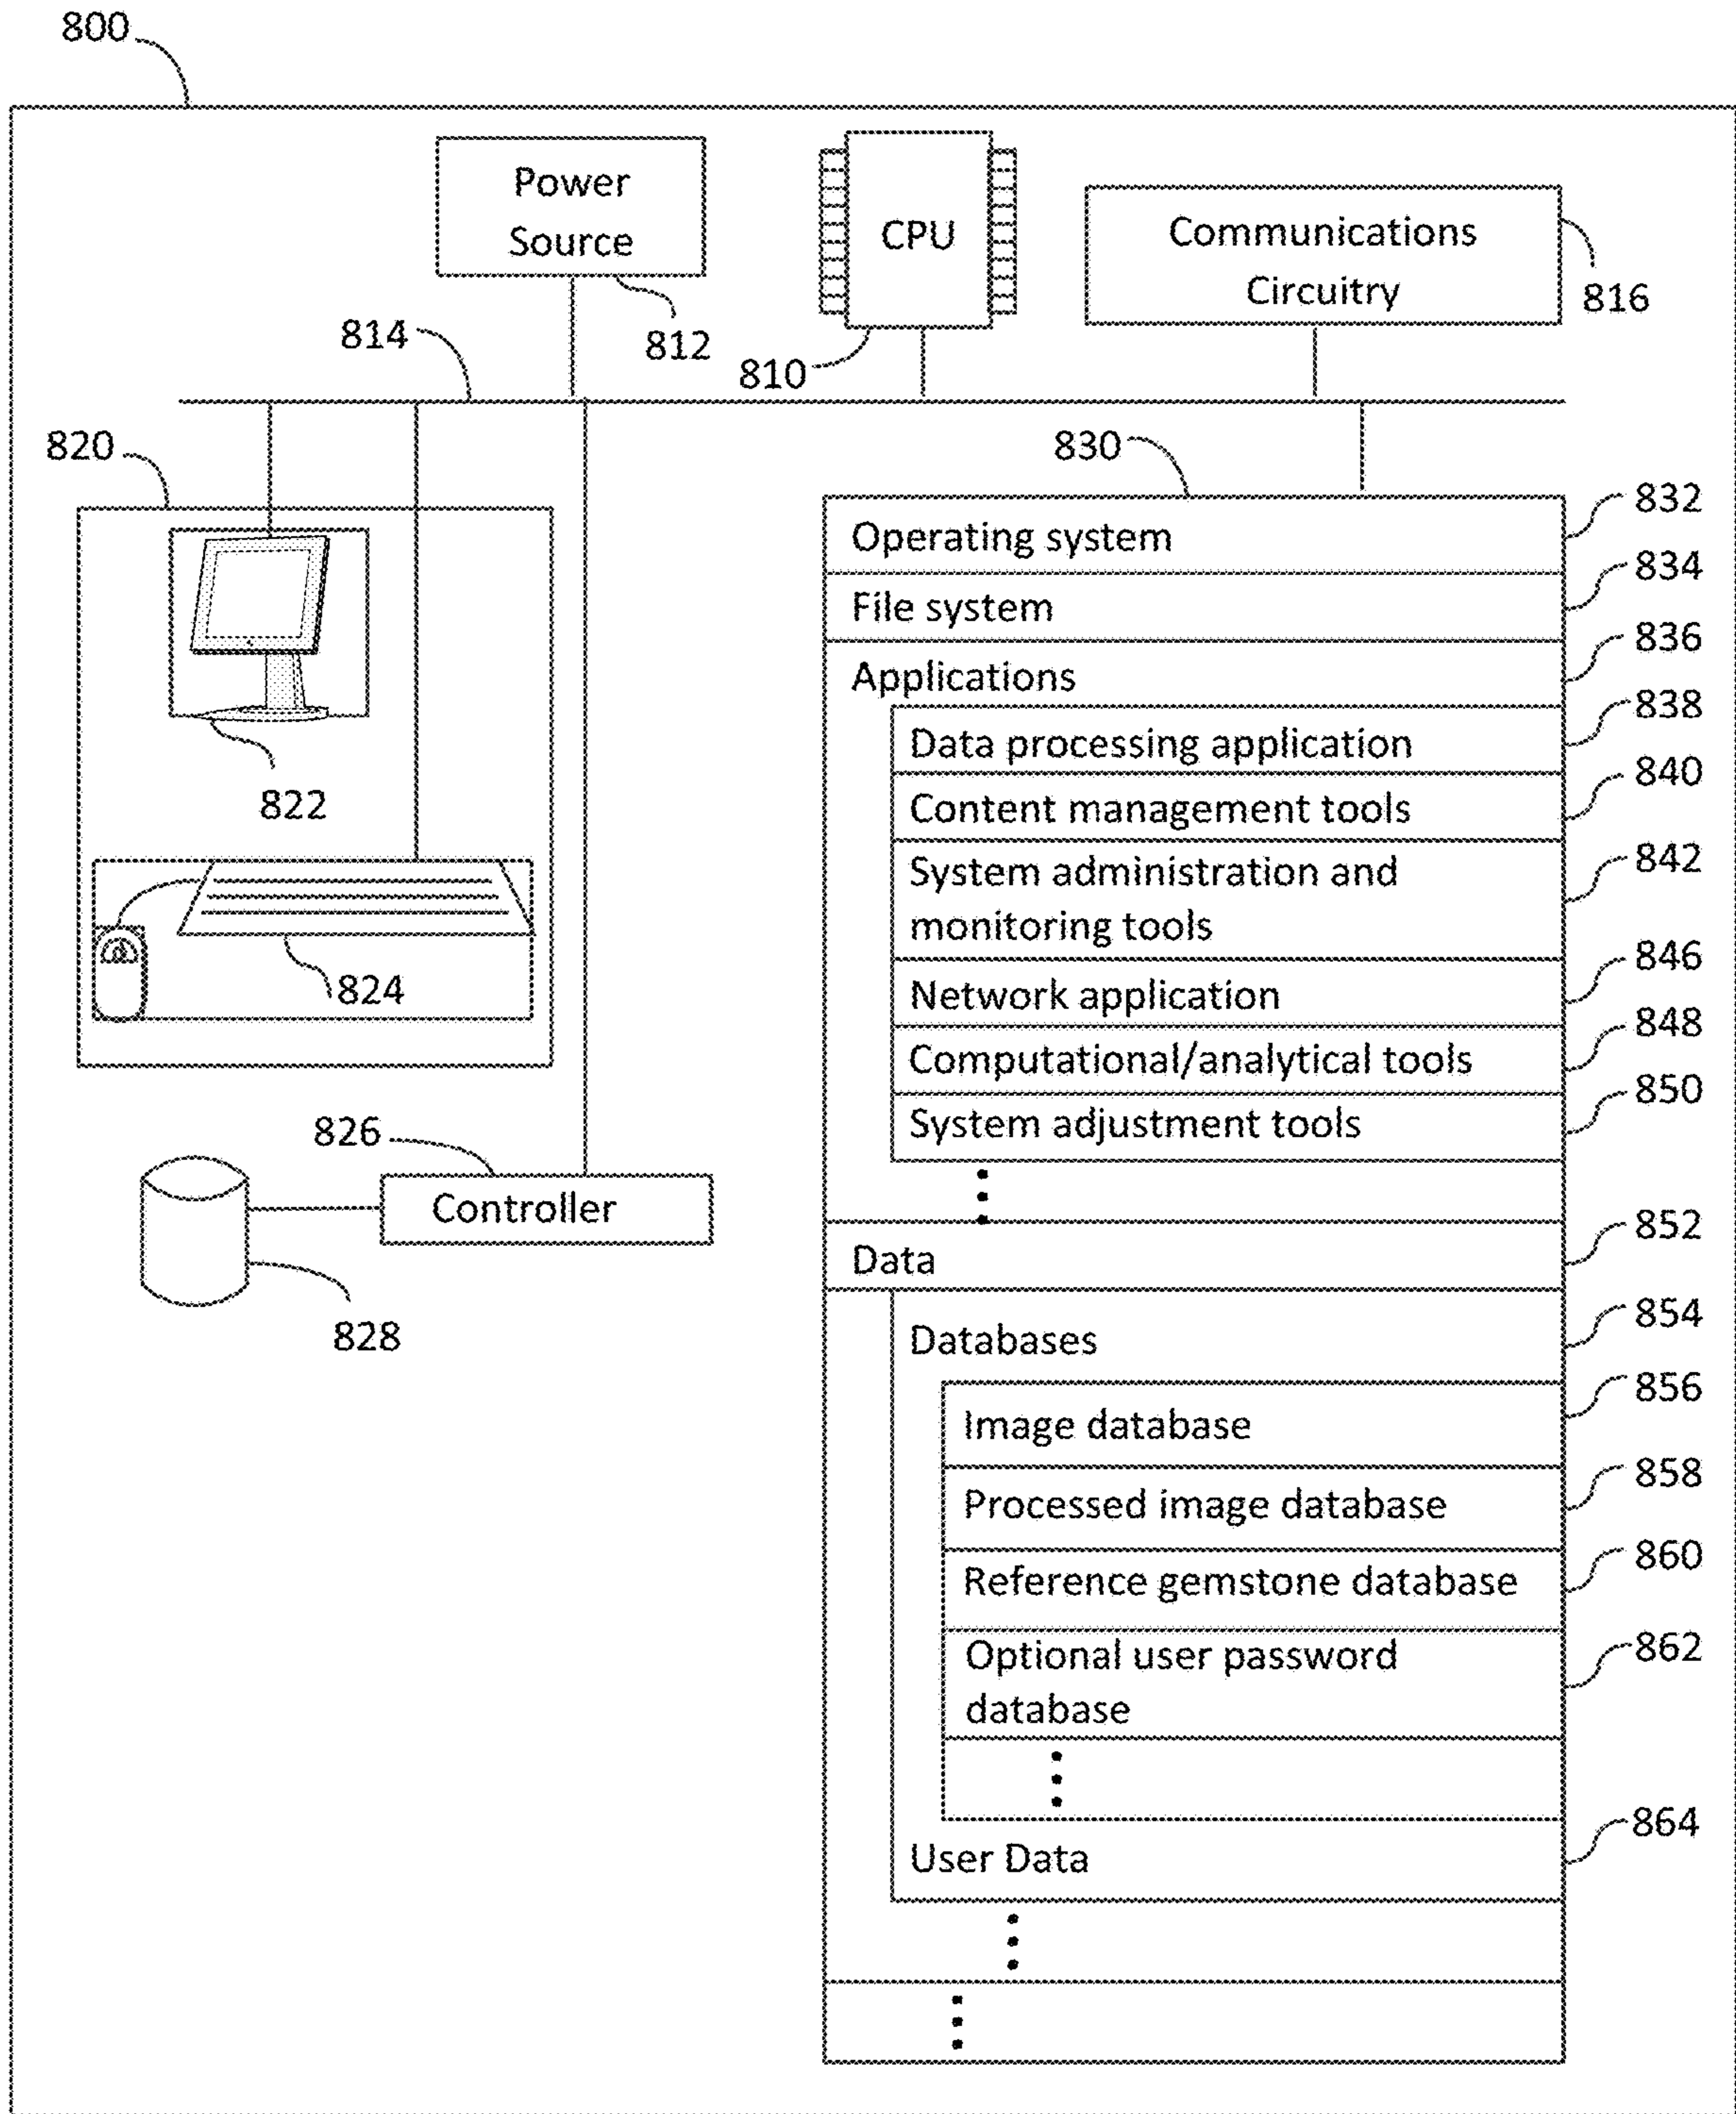 800
Power
Source
812
CPU
810
Communications
Circuitry
816
814
820
822
824
826
Controller
828
830
Operating system
832
File system
834
Applications
836
Data processing application
838
Content management tools
840
System administration and
monitoring tools
842
Network application
846
Computational/analytical tools
848
System adjustment tools
850
Data
852
Databases
854
Image database
856
Processed image database
858
Reference gemstone database
860
Optional user password
database
862
User Data
864